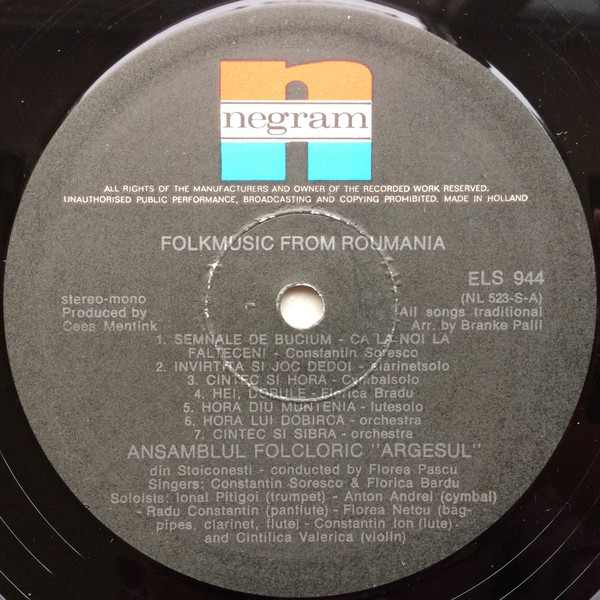 negram
ALL RIGHTS OF THE MANUFACTURERS AND OWNER OF THE RECORDED WORK RESERVED.
UNAUTHORISED PUBLIC PERFORMANCE, BROADCASTING AND COPYING PROHIBITED. MADE IN HOLLAND
FOLKMUSIC FROM ROUMANIA
ELS 944
stereo-mono
Produced by
Cees Mentink
(NL 523-S-A)
All songs traditional
Arr. by Branke Palll
1. SEMNALE DE BUCIUM - CA LA NOI LA
FALTECENI - Constantin Soresco
2. INVIRTITA SI JOC DEDOI - clarinetsolo
3. CINTEC SI HORA - Cymbalsolo
4. HEI, DORULE - Florica Bradu
5. HORA DIU MUNTENIA - lutesolo
6. HORA LUI DOBIRCA - orchestra
7. CINTEC SI SIBRA - orchestra
ANSAMBLUL FOLCLORIC "ARGESUL"
din Stoiconesti - conducted by Florea Pascu
Singers: Constantin Soresco & Florica Bardu
Soloists: Ional Pitigoi (trumpet) - Anton Andrei (cymbal)
- Radu Constantin (panflute) - Florea Netcu (bag-
pipes, clarinet, flute) - Constantin Ion (lute)-
and Cintilica Valerica (violin)